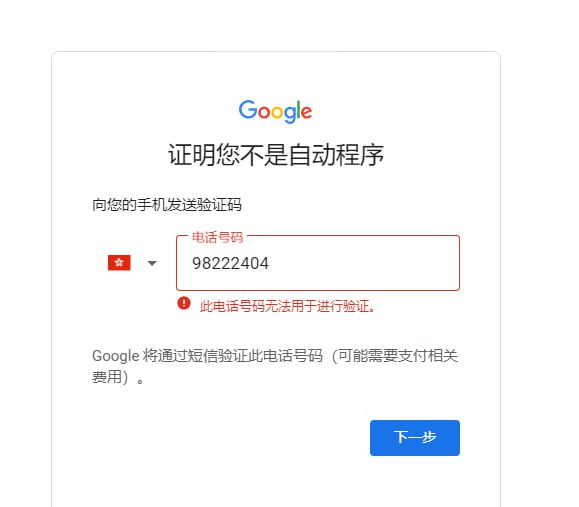 Google
证明您不是自动程序
向您的手机发送验证码
电话号码
98222404
此电话号码无法用于进行验证。
Google 将通过短信验证此电话号码（可能需要支付相关
费用）。
下一步